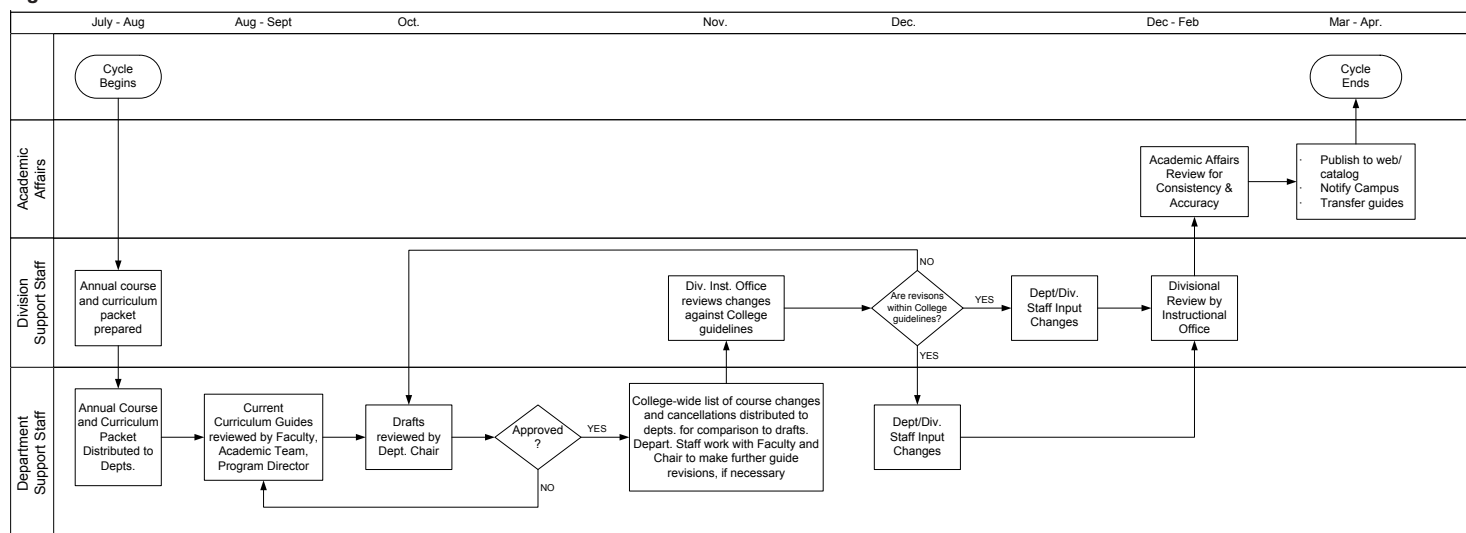 July - Aug
Aug - Sept
Oct.
Nov.
Dec.
Dec - Feb
Mar - Apr.
Cycle
Begins
Cycle
Ends
Academic
Affairs
Academic Affairs
Review for
Consistency &
Accuracy
· Publish to web/
catalog
· Notify Campus
· Transfer guides
Division
Support Staff
Annual course
and curriculum
packet
prepared
Div. Inst. Office
reviews changes
against College
guidelines
NO
Are revisons
within College
guidelines?
YES
YES
Dept/Div.
Staff Input
Changes
Divisional
Review by
Instructional
Office
Department
Support Staff
Annual Course
and Curriculum
Packet
Distributed to
Depts.
Current
Curriculum Guides
reviewed by Faculty,
Academic Team,
Program Director
Drafts
reviewed by
Dept. Chair
Approved
?
YES
NO
College-wide list of course changes
and cancellations distributed to
depts. for comparison to drafts.
Depart. Staff work with Faculty and
Chair to make further guide
revisions, if necessary
Dept/Div.
Staff Input
Changes